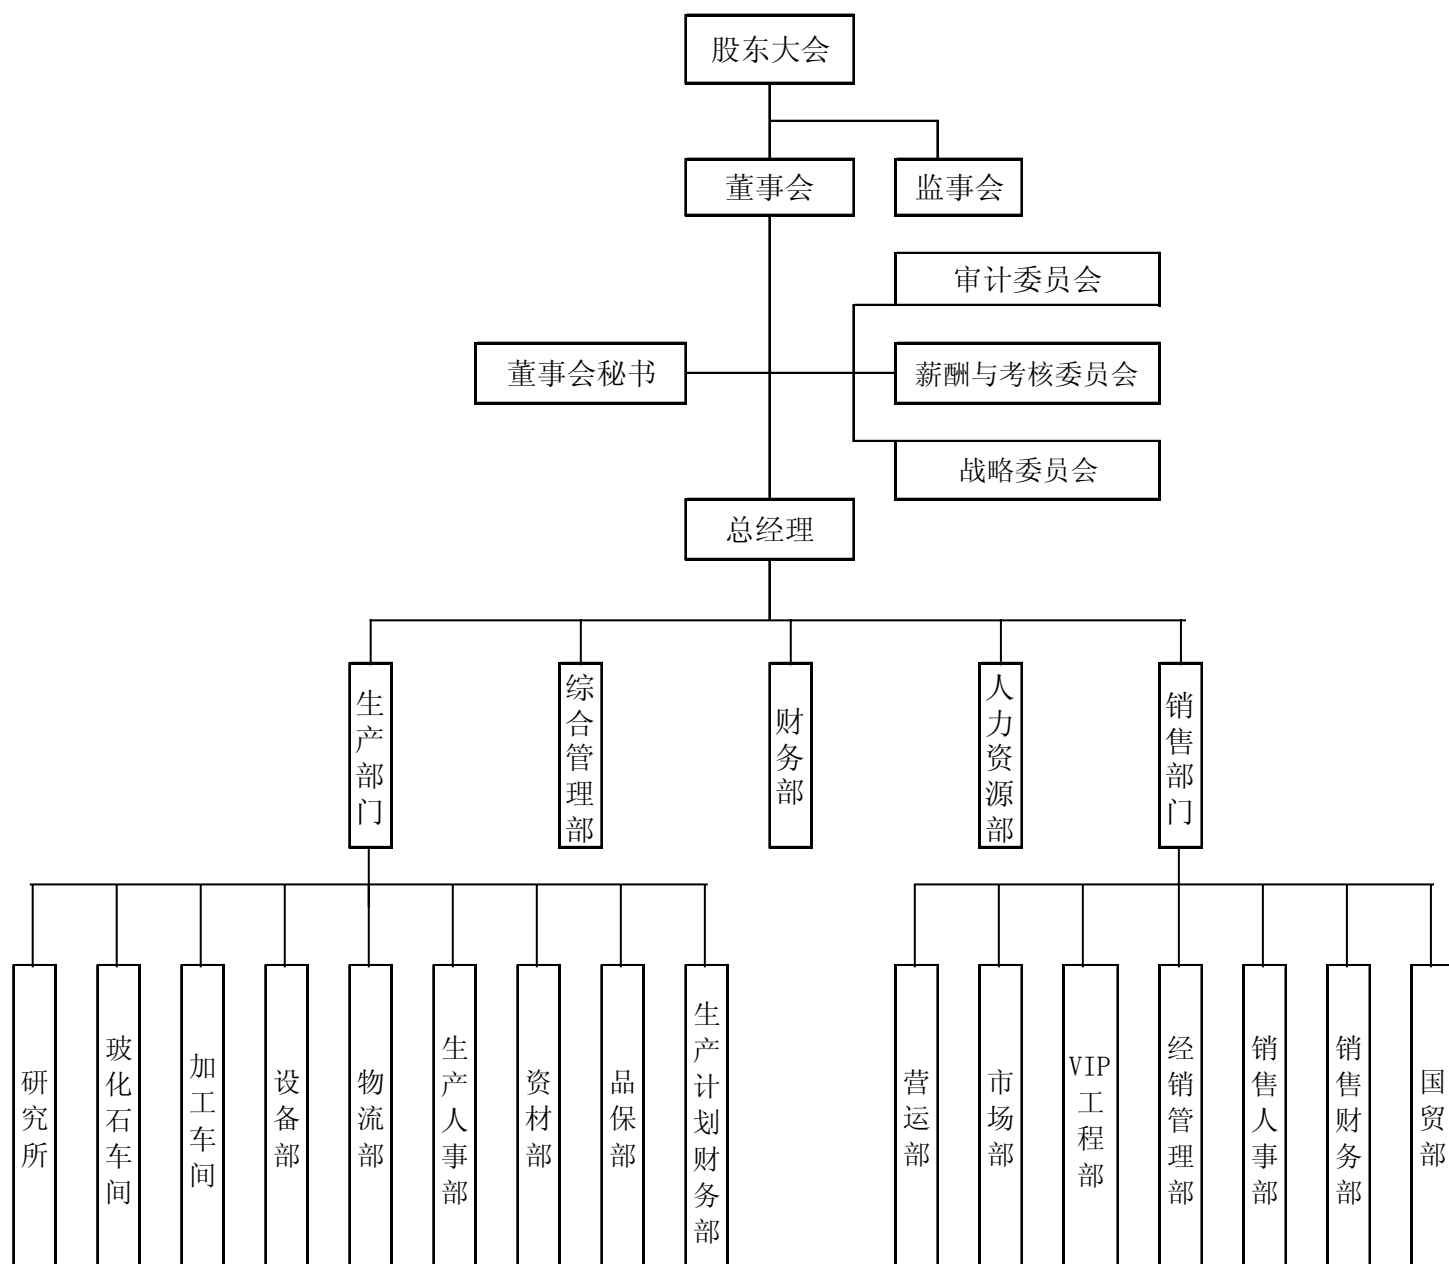 股东大会
董事会
监事会
审计委员会
董事会秘书
薪酬与考核委员会
战略委员会
总经理
生产部门
综合管理部
财务部
人力资源部
销售部门
研究所
玻化石车间
加工车间
设备部
物流部
生产人事部
资材部
品保部
生产计划财务部
营运部
市场部
VIP工程部
经销管理部
销售人事部
销售财务部
国贸部